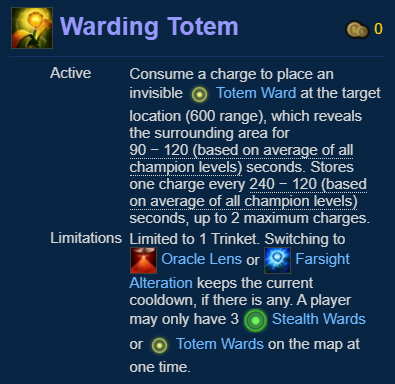 Warding Totem
0
Active
Consume a charge to place an
invisible Totem Ward at the target
location (600 range), which reveals
the surrounding area for
90 − 120 (based on average of all
champion levels) seconds. Stores
one charge every 240 − 120 (based
on average of all champion levels)
seconds, up to 2 maximum charges.
Limitations
Limited to 1 Trinket. Switching to
Oracle Lens or Farsight
Alteration keeps the current
cooldown, if there is any. A player
may only have 3 Stealth Wards
or Totem Wards on the map at
one time.